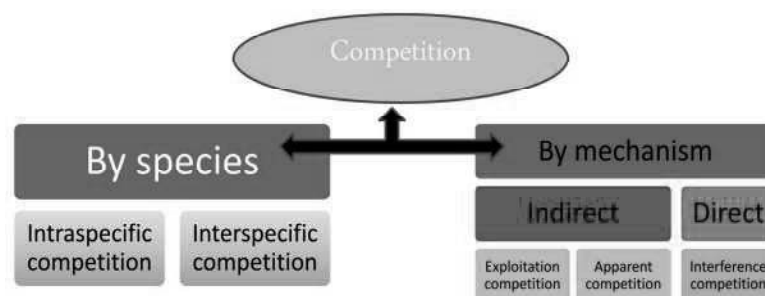 Competition
By species
By mechanism
Indirect
Direct
Intraspecific
competition
Interspecific
competition
Exploitation
competition
Apparent
competition
Interference
competition